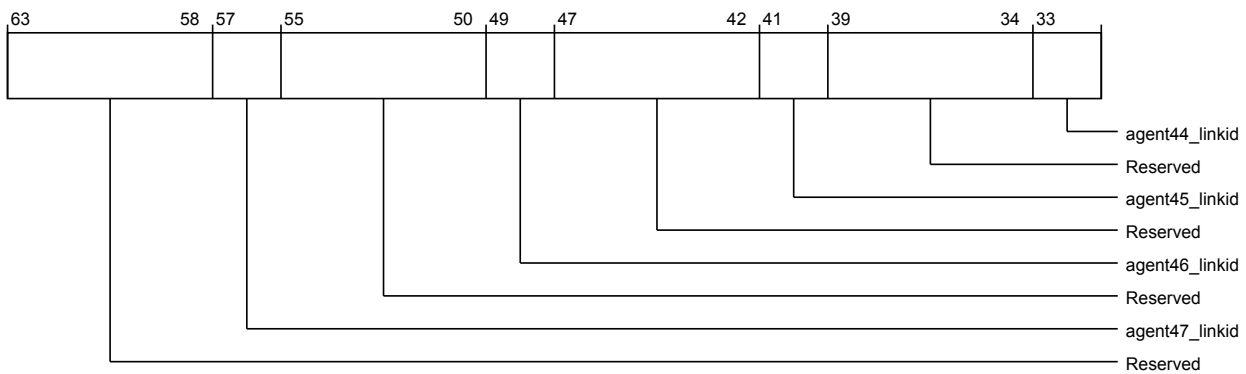 63 58 57 55 50 49 47 42 41 39 34 33
agent44_linkid
Reserved
agent45_linkid
Reserved
agent46_linkid
Reserved
agent47_linkid
Reserved